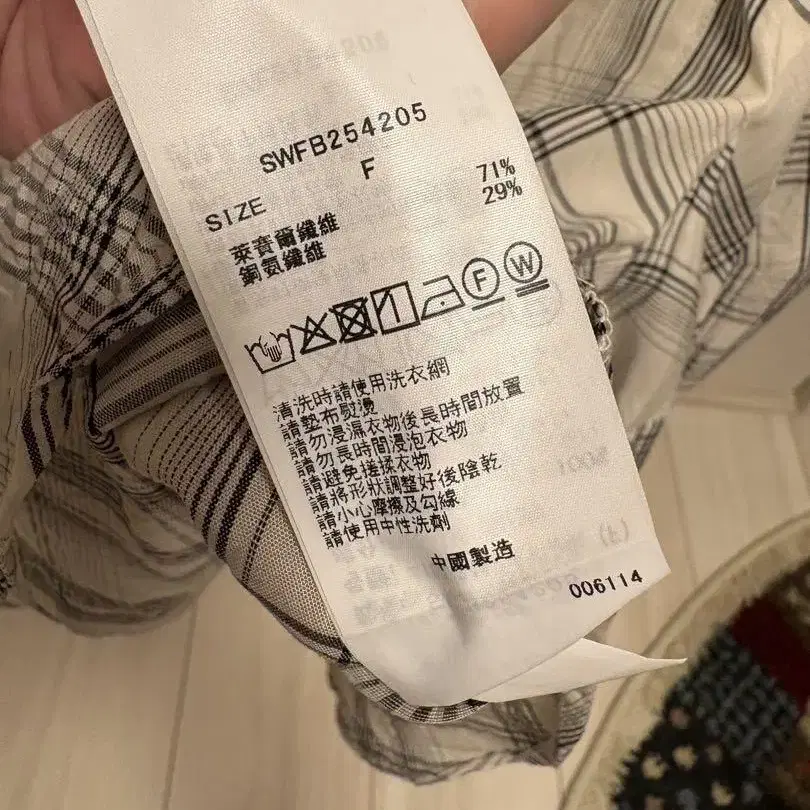 SWFB254205
SIZE F
萊賽爾纖維 71%
銅氨纖維 29%
F W
清洗時請使用洗衣網
請墊布熨燙
請勿浸濕衣物後長時間放置
請勿長時間浸泡衣物
請避免搓揉衣物
請將形狀調整好後陰乾
請小心摩擦及勾線
請使用中性洗劑
中國製造
006114